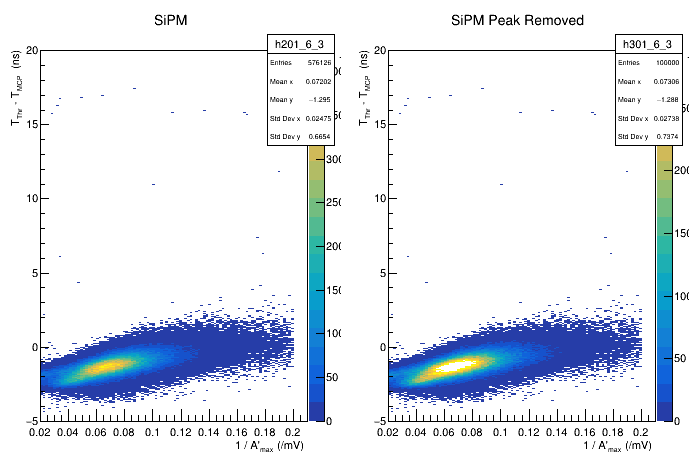 SiPM
h201_6_3
Entries 576126
Mean x 0.07202
Mean y −1.295
Std Dev x 0.02475
Std Dev y 0.6654
T_Thr - T_MCP (ns)
20
15
10
5
0
−5
0.02 0.04 0.06 0.08 0.1 0.12 0.14 0.16 0.18 0.2
1 / A'_max (/mV)
300
250
200
150
100
50
0
SiPM Peak Removed
h301_6_3
Entries 100000
Mean x 0.07306
Mean y −1.288
Std Dev x 0.02738
Std Dev y 0.7374
T_Thr - T_MCP (ns)
20
15
10
5
0
−5
0.02 0.04 0.06 0.08 0.1 0.12 0.14 0.16 0.18 0.2
1 / A'_max (/mV)
200
150
100
50
0